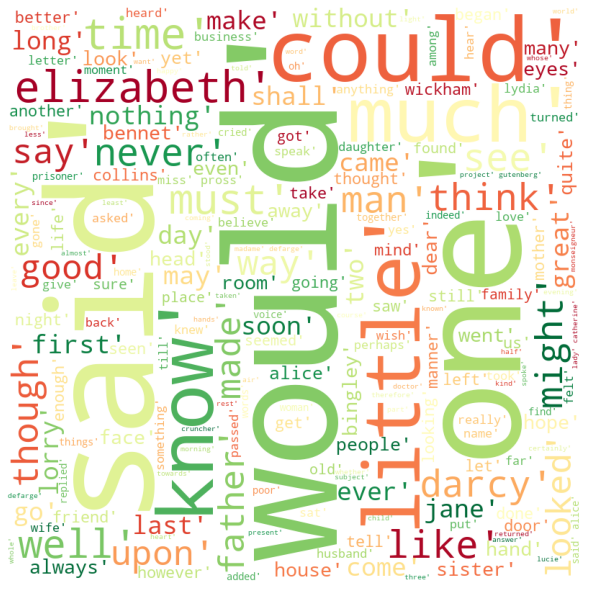 better'
heard'
time'
long'
make'
without'
began'
could'
letter'
look'
yet'
business'
oh'
among'
hear'
whose'
many'
eyes'
moment
want'
word'
elizabeth'
shall'
anything'
wickham'
lydia'
another'
nothing'
much'
turned'
thing'
brought'
less'
bennet'
cried'
got'
say'
never'
often'
speak'
daughter'
found'
see'
prisoner'
collins'
even'
miss'
pross'
take'
came'
thought'
project'
gutenberg'
quite'
since'
least'
must'
away'
man'
think'
great'
every'
gone'
life'
asked'
believe'
together'
yes'
indeed'
love'
almost'
day'
madame'
defarge'
mind'
dear'
mother'
monseigneur'
good'
home'
head'
way'
room'
going'
two'
family'
give'
sure'
may'
place'
saw'
still'
night'
back'
knew'
hands'
voice'
known'
went'
us'
lady'
catherine'
first'
seen'
till'
made'
soon'
seemed'
perhaps'
wish'
manner'
half'
felt'
might'
though'
lorry'
enough'
said'
know'
alice'
would'
bingley'
little'
doctor'
left'
took'
kind'
one'
spoke'
looked'
face'
something'
cruncher'
passed'
rest'
sir'
woman'
get'
people'
looking'
really'
name'
find'
hope'
things'
morning'
go'
defarge'
replied'
towards'
father'
old'
ever'
darcy'
let'
far'
certainly'
friend'
last'
poor'
sat'
subject'
child'
jane'
put'
done'
door'
well'
wife'
upon'
heart'
present'
husband'
tell'
like'
returned'
answer'
hand'
said'
alice'
whole'
always'
however'
added'
house'
come'
three'
sister'
lucie'